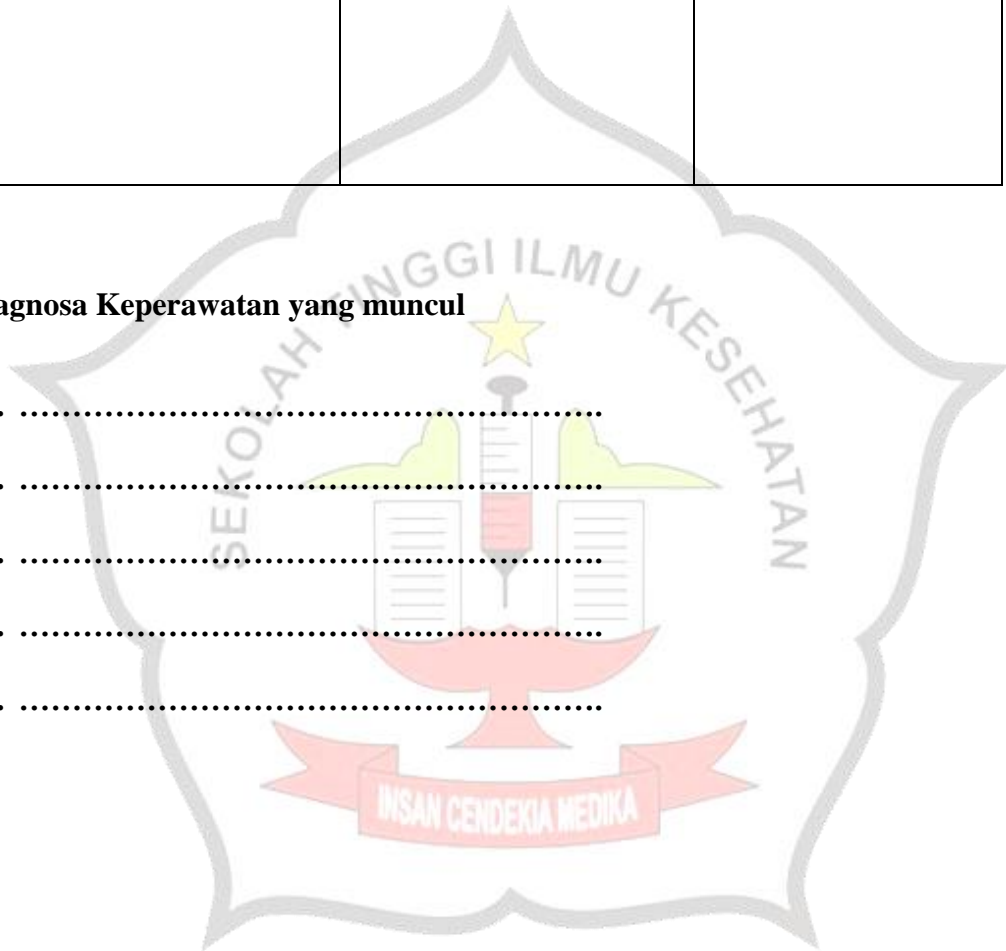 SEKOLAH TINGGI ILMU KESEHATAN
agnosa Keperawatan yang muncul
. …………………………………………………..
. …………………………………………………..
. …………………………………………………..
. …………………………………………………..
. …………………………………………………..
INSAN CENDEKIA MEDIKA